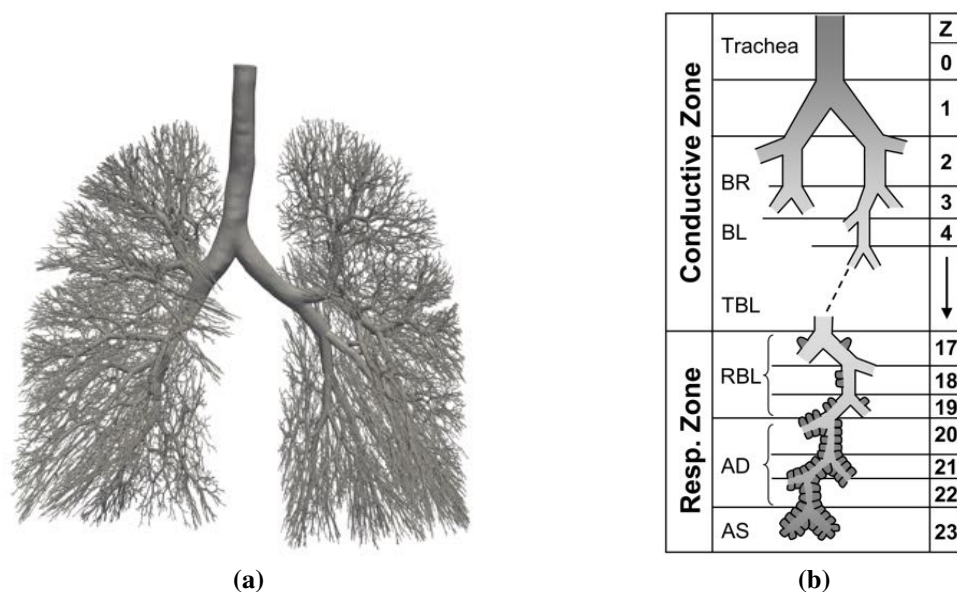 Z
Trachea
0
1
2
BR
3
BL
4
TBL
Conductive Zone
17
RBL
18
19
20
AD
21
22
AS
23
Resp. Zone
(a)
(b)